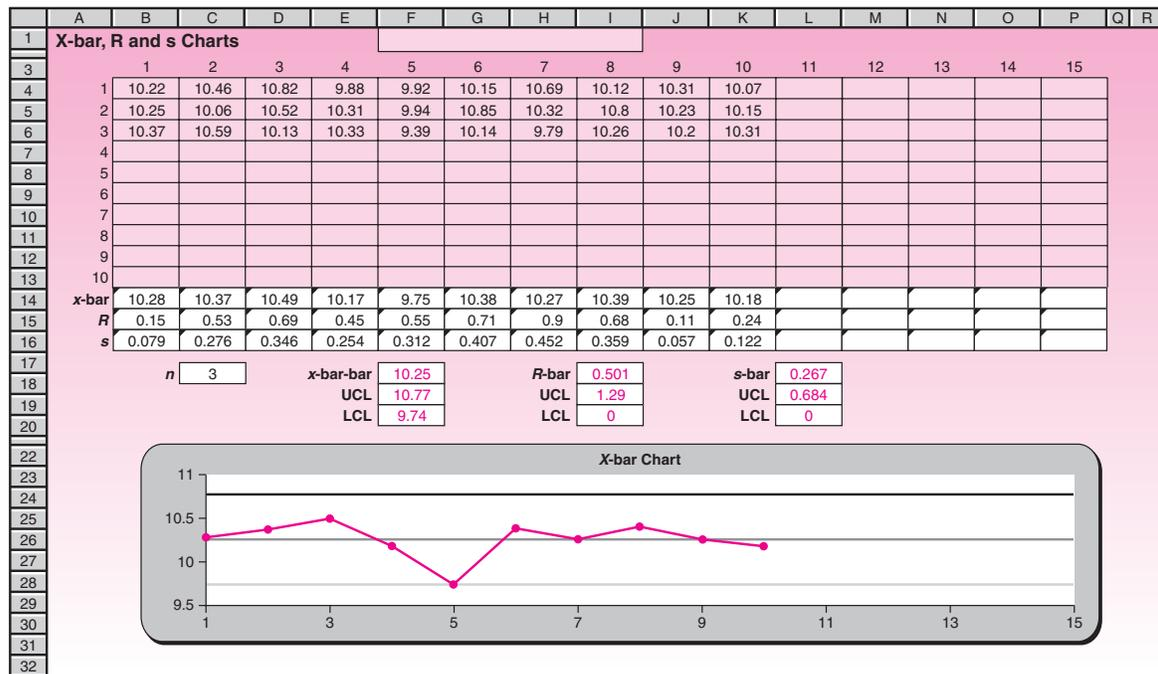 A B C D E F G H I J K L M N O P Q R
1 X-bar, R and s Charts
3 1 2 3 4 5 6 7 8 9 10 11 12 13 14 15
4 1 10.22 10.46 10.82 9.88 9.92 10.15 10.69 10.12 10.31 10.07
5 2 10.25 10.06 10.52 10.31 9.94 10.85 10.32 10.8 10.23 10.15
6 3 10.37 10.59 10.13 10.33 9.39 10.14 9.79 10.26 10.2 10.31
7 4
8 5
9 6
10 7
11 8
12 9
13 10
14 x-bar 10.28 10.37 10.49 10.17 9.75 10.38 10.27 10.39 10.25 10.18
15 R 0.15 0.53 0.69 0.45 0.55 0.71 0.9 0.68 0.11 0.24
16 s 0.079 0.276 0.346 0.254 0.312 0.407 0.452 0.359 0.057 0.122
17
18 n 3 x-bar-bar 10.25 R-bar 0.501 s-bar 0.267
19 UCL 10.77 UCL 1.29 UCL 0.684
20 LCL 9.74 LCL 0 LCL 0
22 X-bar Chart
23 11
24
25 10.5
26
27 10
28
29 9.5
30 1 3 5 7 9 11 13 15
31
32